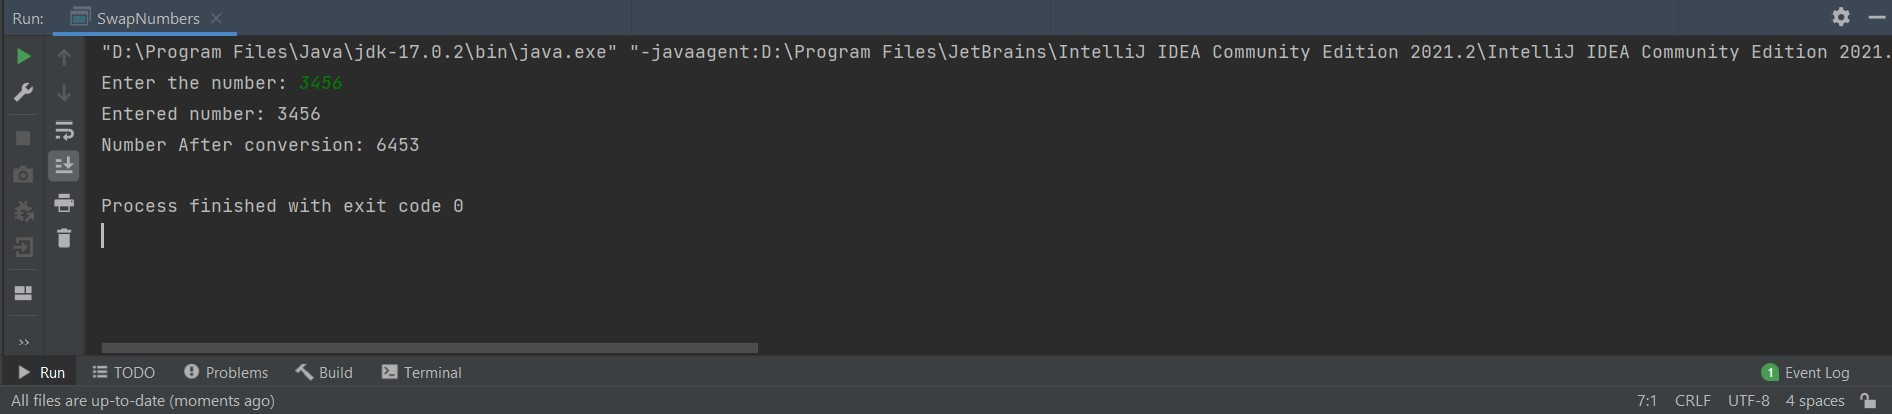 Run: SwapNumbers
"D:\Program Files\Java\jdk-17.0.2\bin\java.exe" "-javaagent:D:\Program Files\JetBrains\IntelliJ IDEA Community Edition 2021.2\IntelliJ IDEA Community Edition 2021.
Enter the number: 3456
Entered number: 3456
Number After conversion: 6453
Process finished with exit code 0
Run TODO Problems Build Terminal 1 Event Log
All files are up-to-date (moments ago) 7:1 CRLF UTF-8 4 spaces